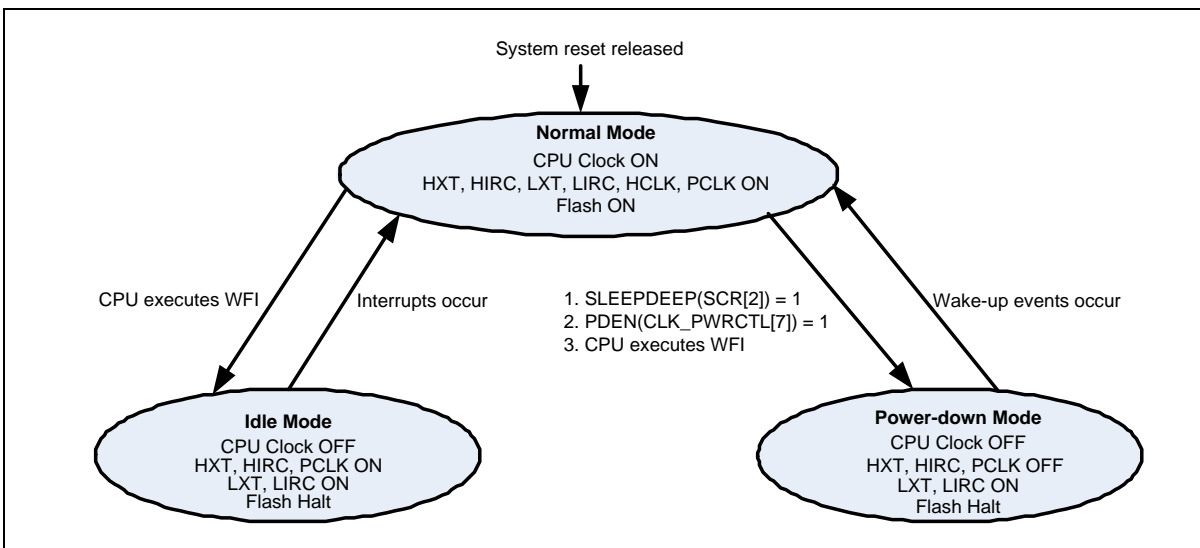 System reset released
Normal Mode
CPU Clock ON
HXT, HIRC, LXT, LIRC, HCLK, PCLK ON
Flash ON
CPU executes WFI
Interrupts occur
1. SLEEPDEEP(SCR[2]) = 1
2. PDEN(CLK_PWRCTL[7]) = 1
3. CPU executes WFI
Wake-up events occur
Idle Mode
CPU Clock OFF
HXT, HIRC, PCLK ON
LXT, LIRC ON
Flash Halt
Power-down Mode
CPU Clock OFF
HXT, HIRC, PCLK OFF
LXT, LIRC ON
Flash Halt